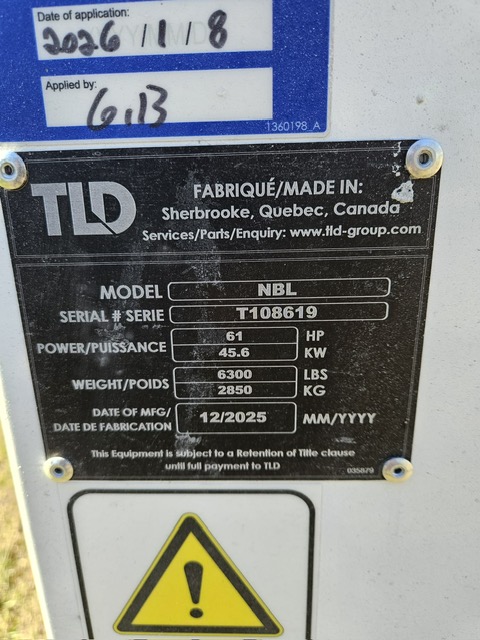 Date of application:
2026/1/8
Applied by:
1360198_A
TLD
FABRIQUÉ/MADE IN:
Sherbrooke, Quebec, Canada
Services/Parts/Enquiry: www.tld-group.com
MODEL NBL
SERIAL # SERIE T108619
POWER/PUISSANCE 61 HP
45.6 KW
WEIGHT/POIDS 6300 LBS
2850 KG
DATE OF MFG/
DATE DE FABRICATION 12/2025 MM/YYYY
This Equipment is subject to a Retention of Title clause
until full payment to TLD
035879